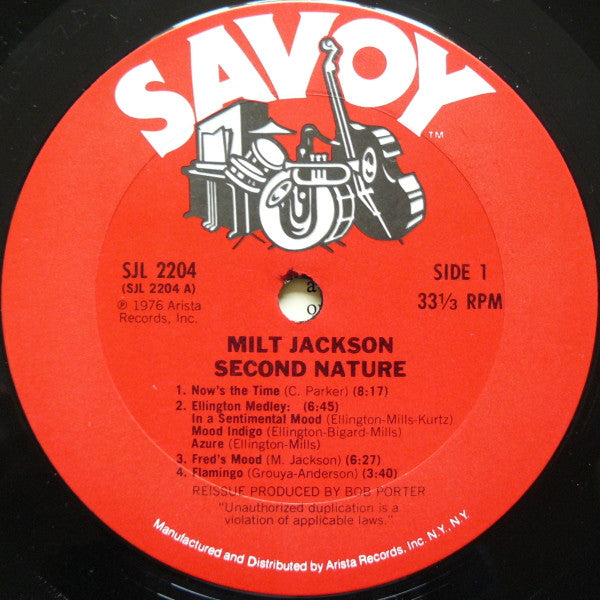 SAVOY
TM
SJL 2204
(SJL 2204 A)
℗ 1976 Arista
Records, Inc.
SIDE 1
33⅓ RPM
MILT JACKSON
SECOND NATURE
1. Now's the Time (C. Parker) (8:17)
2. Ellington Medley: (6:45)
In a Sentimental Mood (Ellington-Mills-Kurtz)
Mood Indigo (Ellington-Bigard-Mills)
Azure (Ellington-Mills)
3. Fred's Mood (M. Jackson) (6:27)
4. Flamingo (Grouya-Anderson) (3:40)
REISSUE PRODUCED BY BOB PORTER
"Unauthorized duplication is a
violation of applicable laws."
Manufactured and Distributed by Arista Records, Inc. N.Y., N.Y.